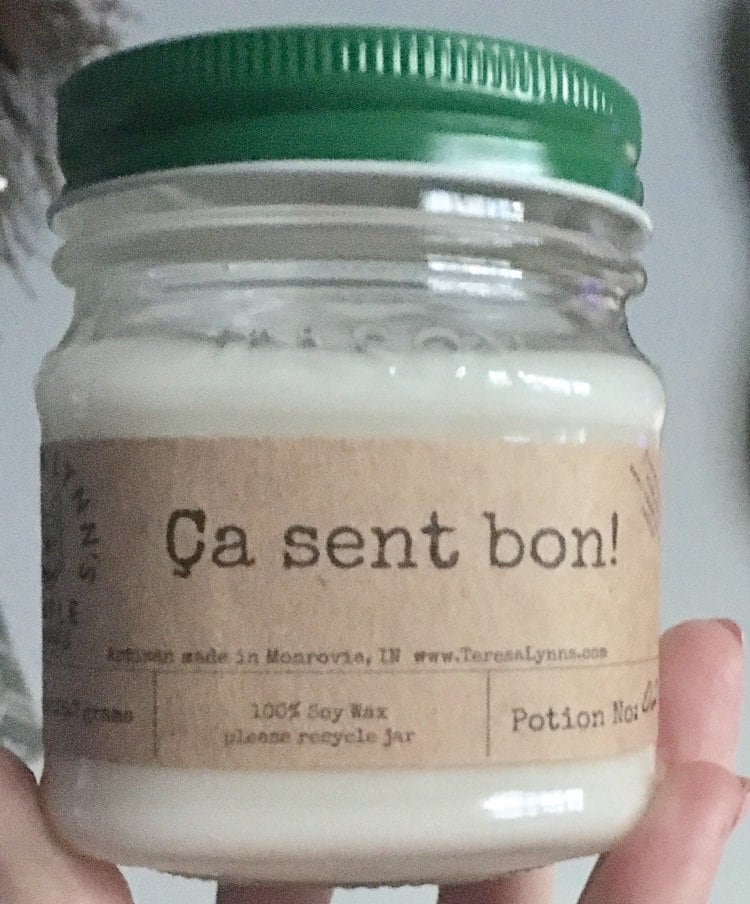 Ça sent bon!
Artisan made in Monrovia, IN www.TeresaLynns.com
grams
100% Soy Wax
please recycle jar
Potion No: